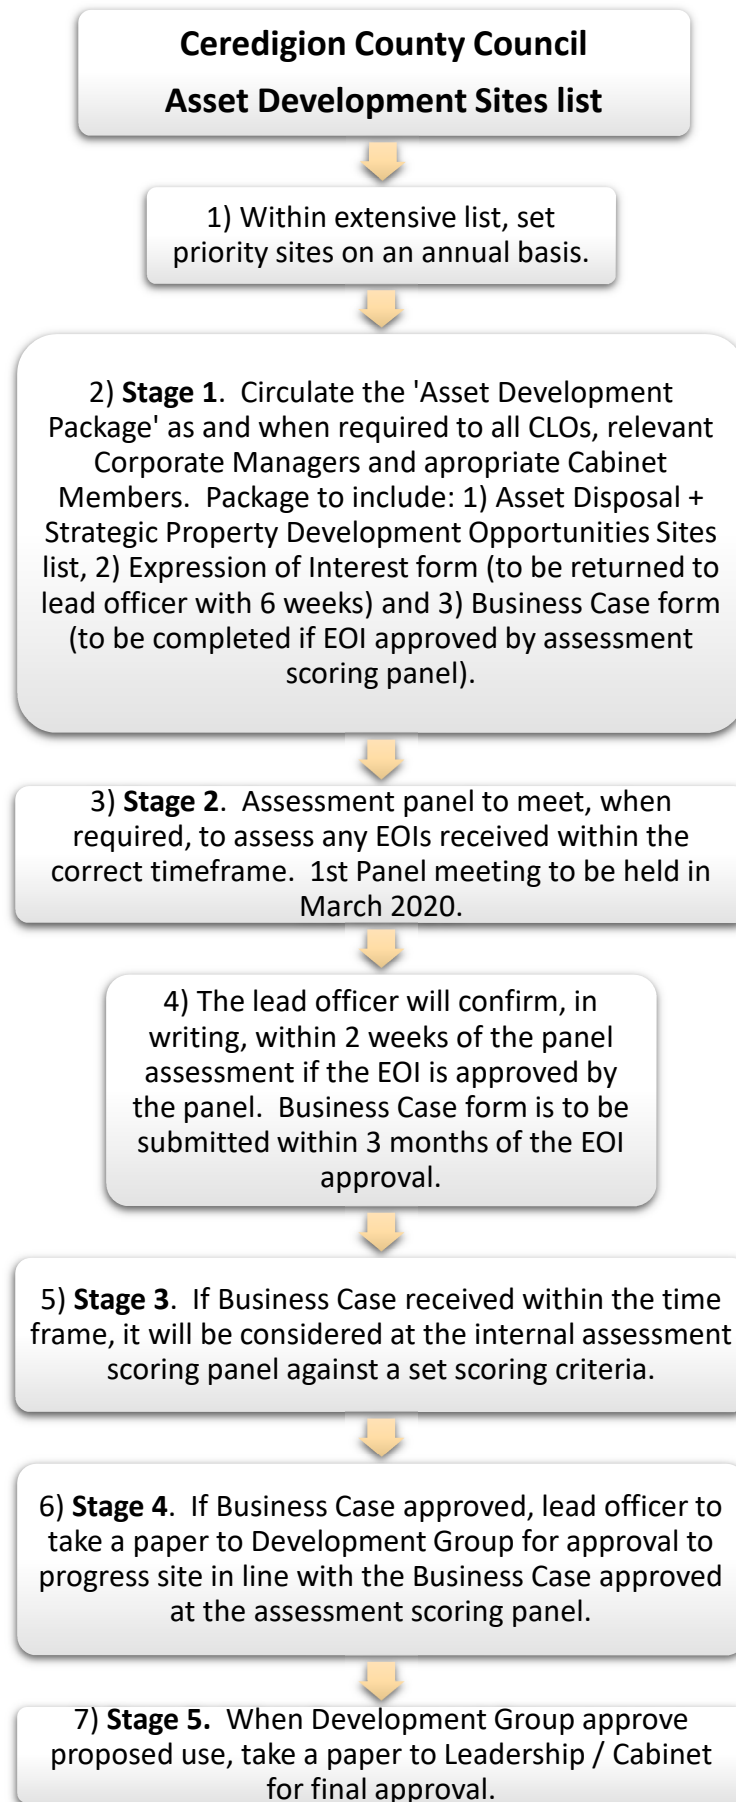 Ceredigion County Council
Asset Development Sites list
1) Within extensive list, set
priority sites on an annual basis.
2) Stage 1.  Circulate the 'Asset Development
Package' as and when required to all CLOs, relevant
Corporate Managers and apropriate Cabinet
Members.  Package to include: 1) Asset Disposal +
Strategic Property Development Opportunities Sites
list, 2) Expression of Interest form (to be returned to
lead officer with 6 weeks) and 3) Business Case form
(to be completed if EOI approved by assessment
scoring panel).
3) Stage 2.  Assessment panel to meet, when
required, to assess any EOIs received within the
correct timeframe.  1st Panel meeting to be held in
March 2020.
4) The lead officer will confirm, in
writing, within 2 weeks of the panel
assessment if the EOI is approved by
the panel.  Business Case form is to be
submitted within 3 months of the EOI
approval.
5) Stage 3.  If Business Case received within the time
frame, it will be considered at the internal assessment
scoring panel against a set scoring criteria.
6) Stage 4.  If Business Case approved, lead officer to
take a paper to Development Group for approval to
progress site in line with the Business Case approved
at the assessment scoring panel.
7) Stage 5.  When Development Group approve
proposed use, take a paper to Leadership / Cabinet
for final approval.